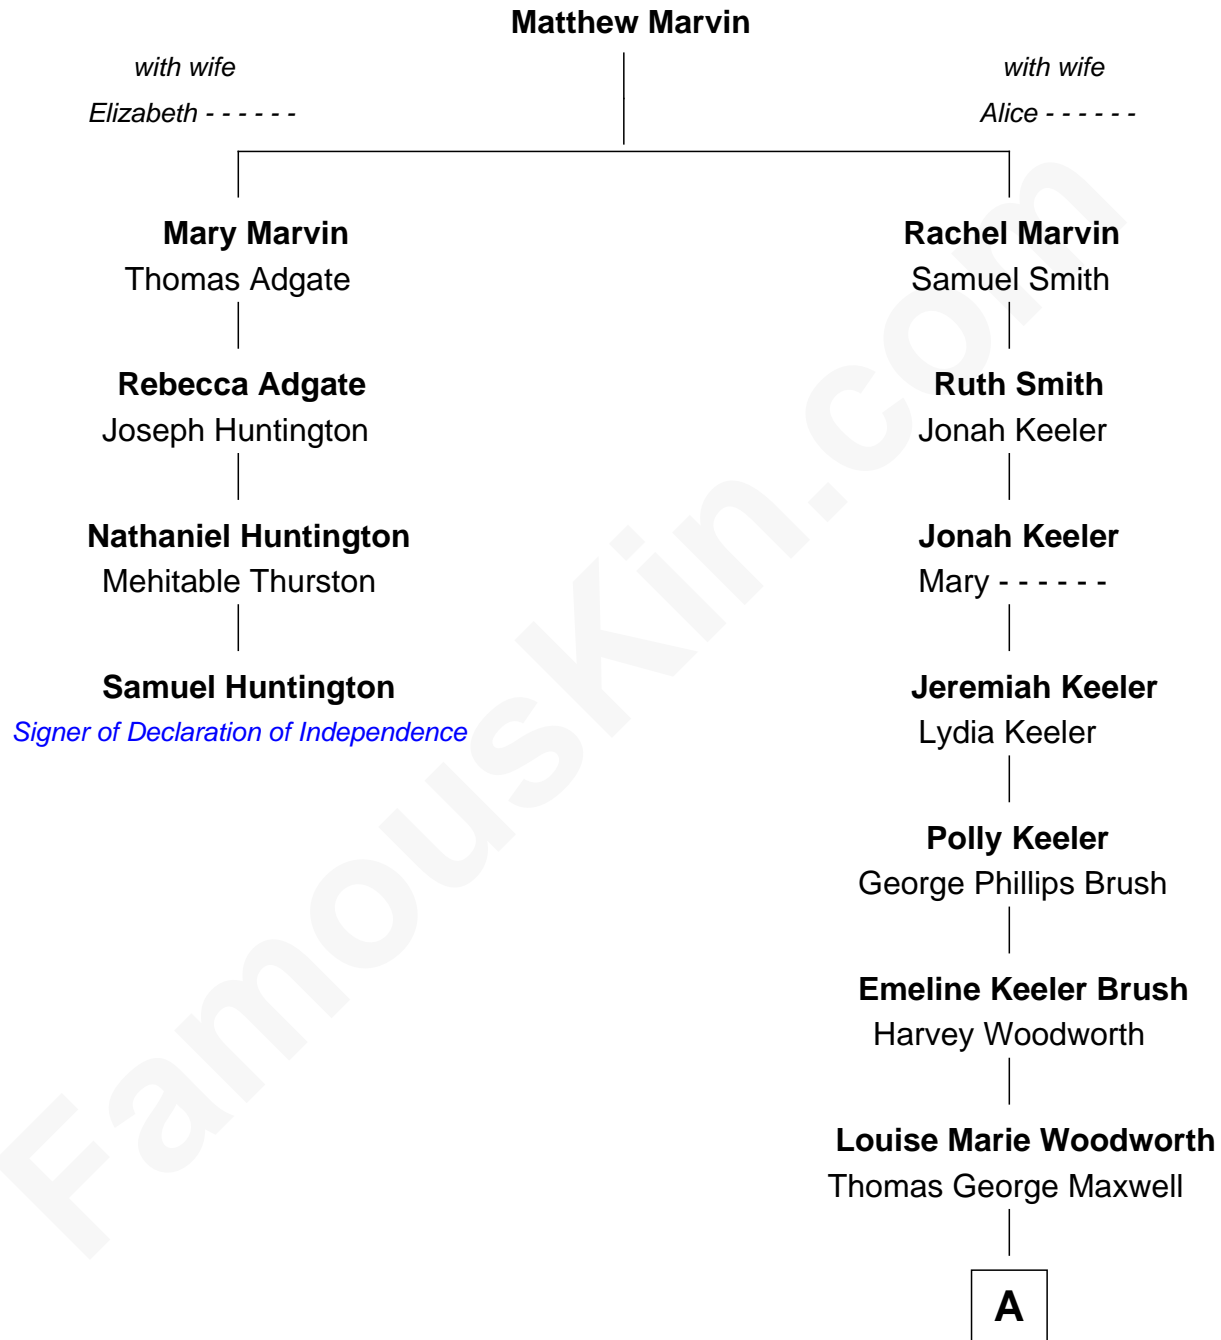 Matthew Marvin
with wife
Elizabeth - - - - - -
with wife
Alice - - - - - -
Mary Marvin
Thomas Adgate
Rebecca Adgate
Joseph Huntington
Nathaniel Huntington
Mehitable Thurston
Samuel Huntington
Signer of Declaration of Independence
Rachel Marvin
Samuel Smith
Ruth Smith
Jonah Keeler
Jonah Keeler
Mary - - - - - -
Jeremiah Keeler
Lydia Keeler
Polly Keeler
George Phillips Brush
Emeline Keeler Brush
Harvey Woodworth
Louise Marie Woodworth
Thomas George Maxwell
A
FamousKin.com